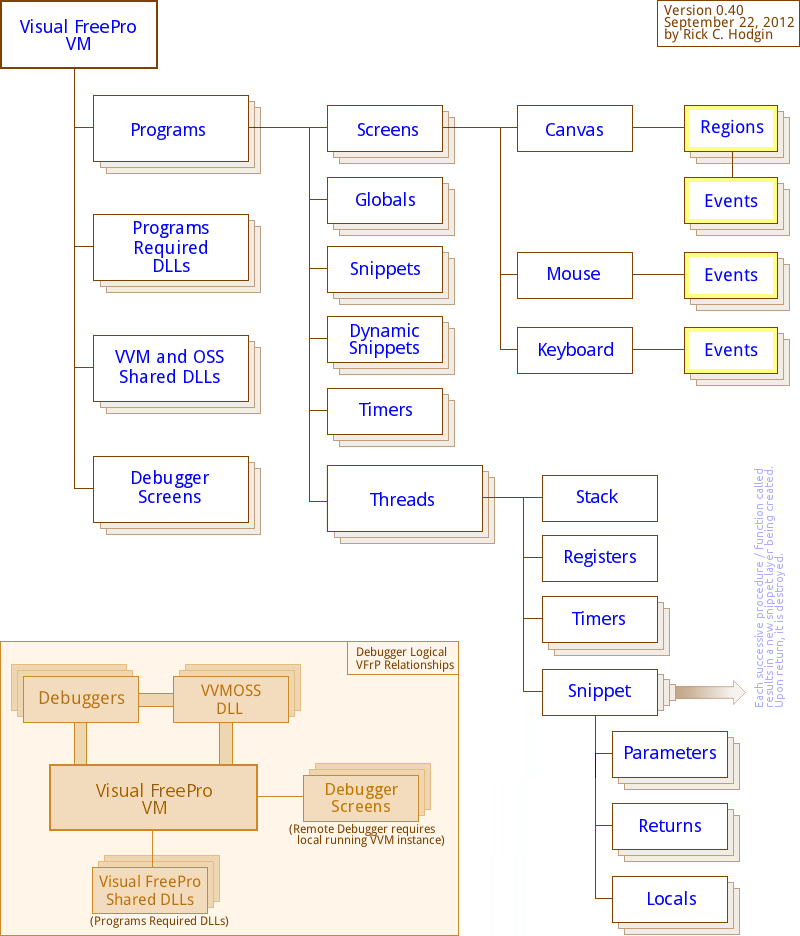 Visual FreePro
VM
Version 0.40
September 22, 2012
by Rick C. Hodgin
Programs
Screens
Canvas
Regions
Globals
Events
Programs
Required
DLLs
Snippets
Mouse
Events
Dynamic
Snippets
Keyboard
Events
VVM and OSS
Shared DLLs
Timers
Debugger
Screens
Threads
Stack
Registers
Timers
Snippet
Each successive procedure / function called
results in a new snippet layer being created.
Upon return, it is destroyed.
Parameters
Returns
Locals
Debugger Logical
VFrP Relationships
Debuggers
VVMOSS
DLL
Visual FreePro
VM
Debugger
Screens
(Remote Debugger requires
local running VVM instance)
Visual FreePro
Shared DLLs
(Programs Required DLLs)